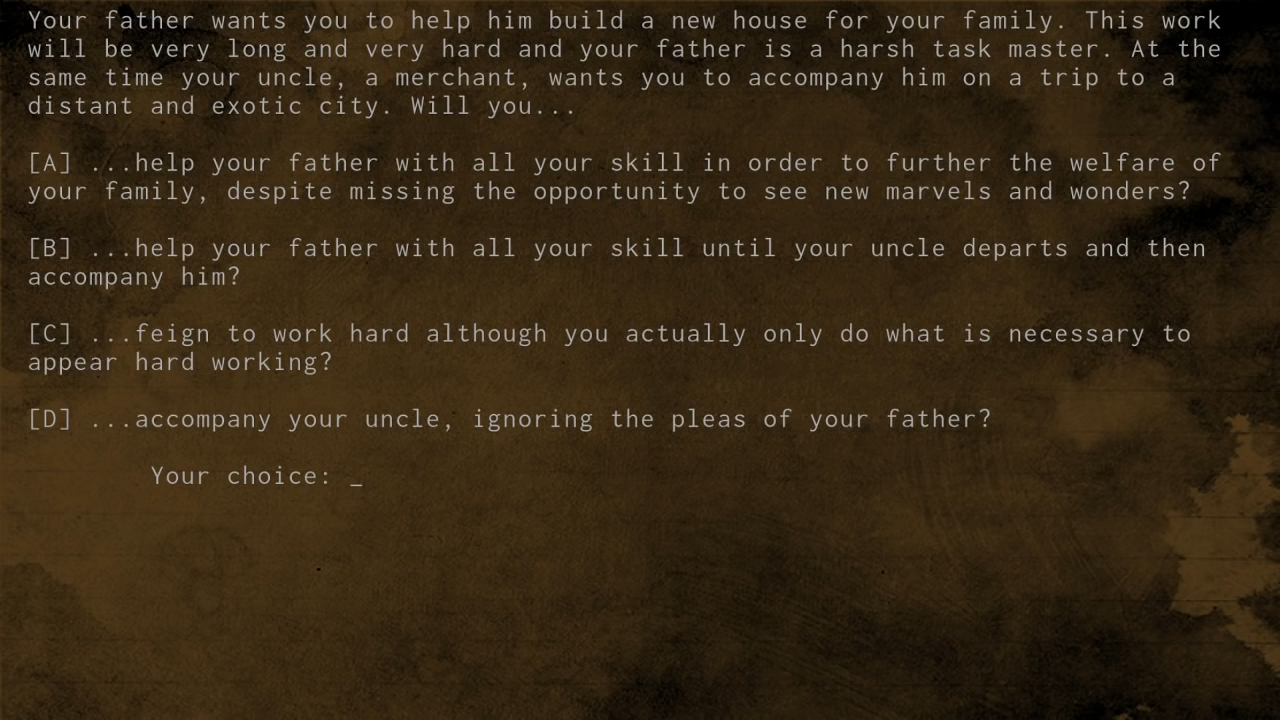 Your father wants you to help him build a new house for your family. This work
will be very long and very hard and your father is a harsh task master. At the
same time your uncle, a merchant, wants you to accompany him on a trip to a
distant and exotic city. Will you...
[A] ...help your father with all your skill in order to further the welfare of
your family, despite missing the opportunity to see new marvels and wonders?
[B] ...help your father with all your skill until your uncle departs and then
accompany him?
[C] ...feign to work hard although you actually only do what is necessary to
appear hard working?
[D] ...accompany your uncle, ignoring the pleas of your father?
Your choice: _